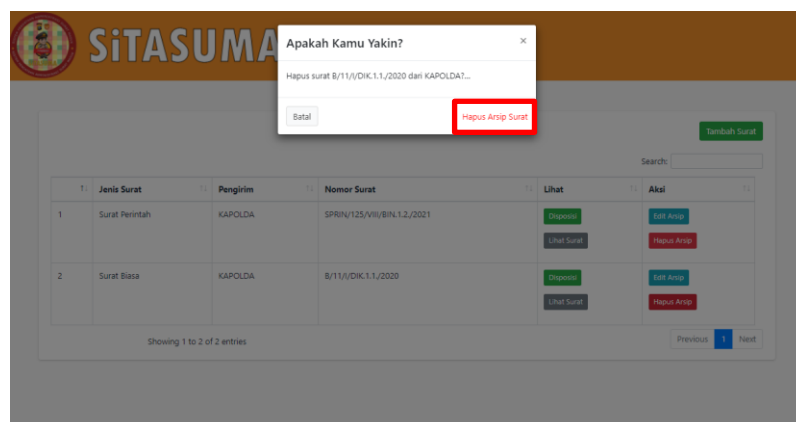 SiTASUMA
Apakah Kamu Yakin? ×
Hapus surat B/11/I/DIK.1.1./2020 dari KAPOLDA?...
Batal Hapus Arsip Surat
Tambah Surat
Search:
Jenis Surat Pengirim Nomor Surat Lihat Aksi
1 Surat Perintah KAPOLDA SPRIN/125/VIII/BIN.1.2,/2021 Disposisi Edit Arsip
Lihat Surat Hapus Arsip
2 Surat Biasa KAPOLDA B/11/I/DIK.1.1,/2020 Disposisi Edit Arsip
Lihat Surat Hapus Arsip
Showing 1 to 2 of 2 entries Previous 1 Next